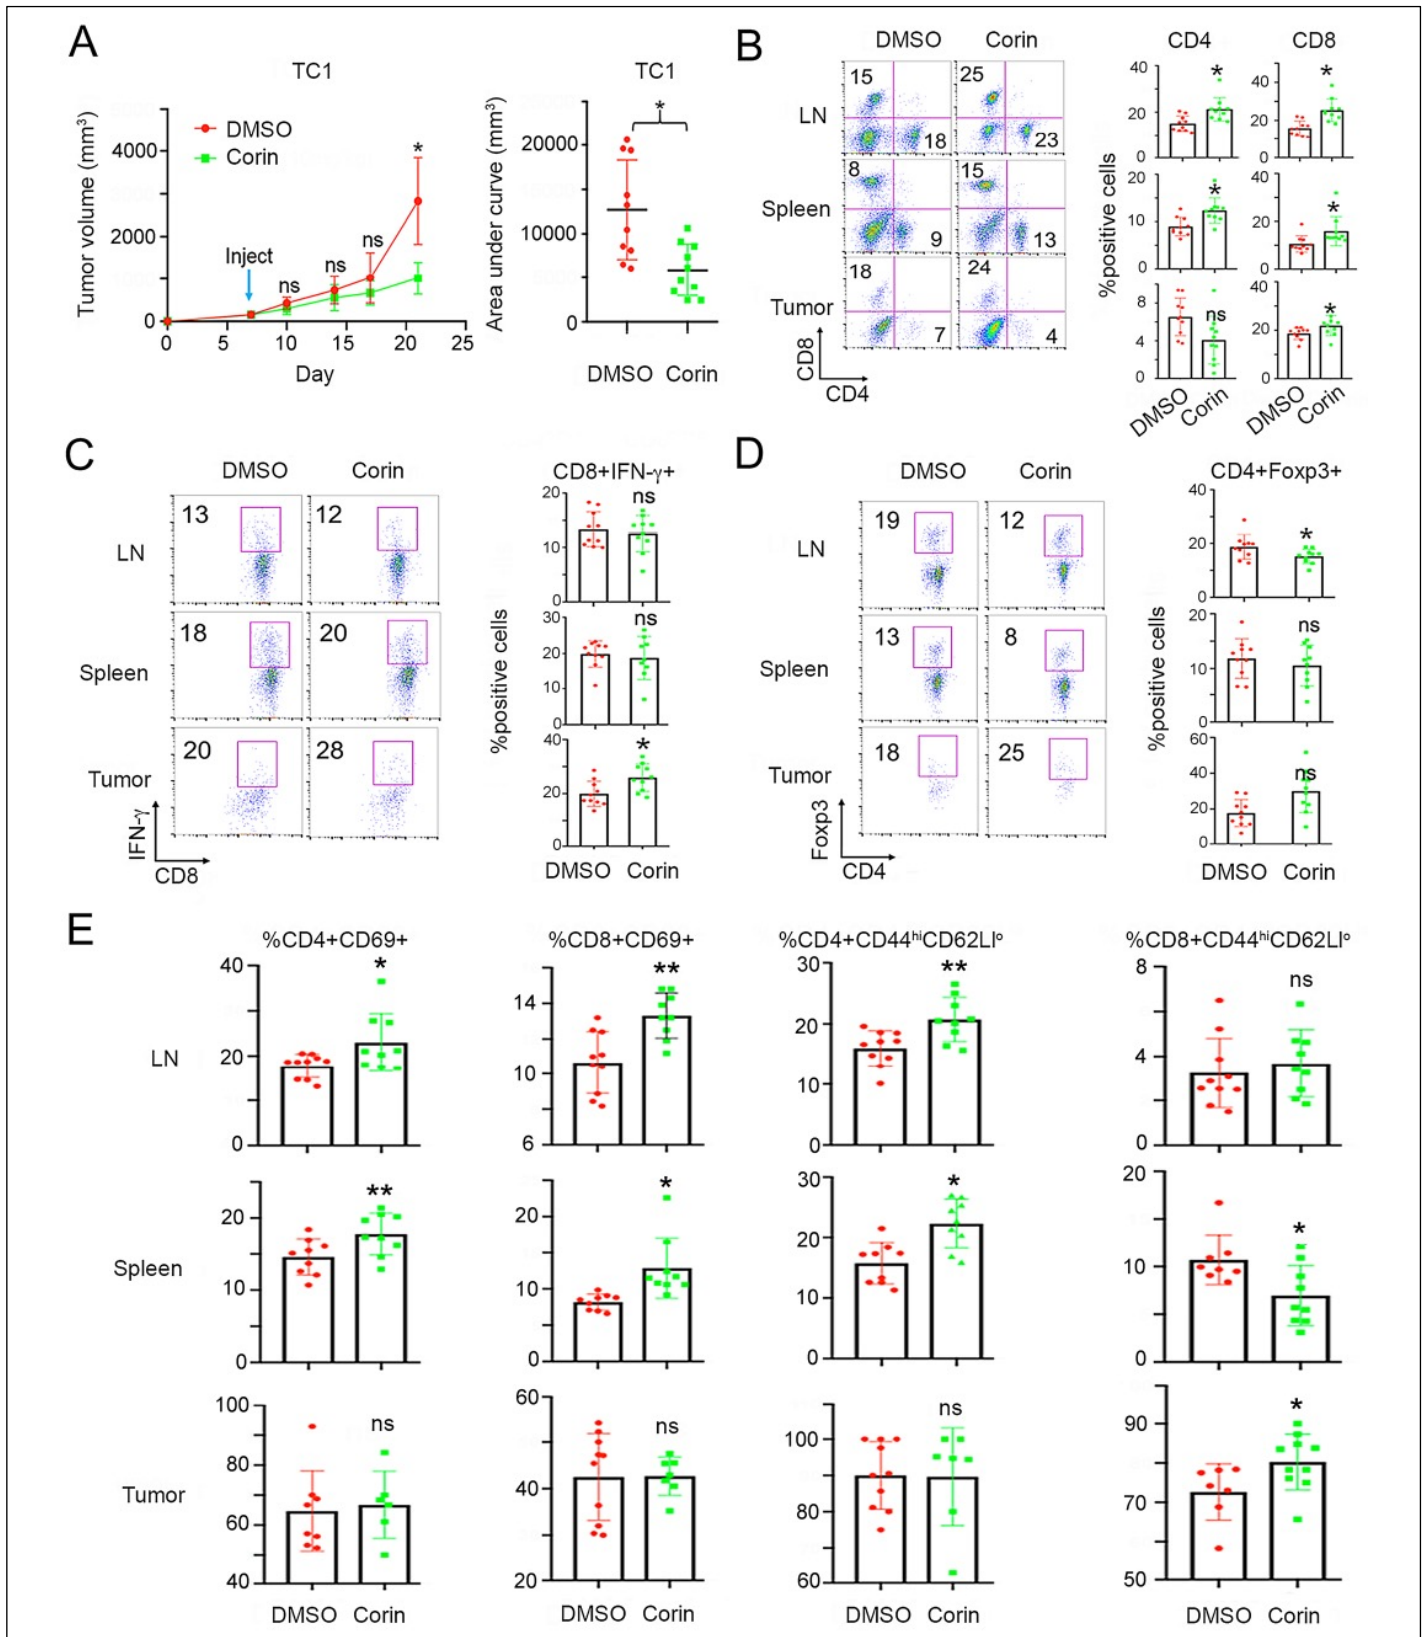 A
TC1
Tumor volume (mm³)
4000
2000
1000
0
DMSO
Corin
Inject
ns
ns
ns
*
0
5
10
15
20
25
Day
TC1
Area under curve (mm³)
20000
10000
0
*
DMSO Corin
B
DMSO Corin
LN
15
18
25
23
Spleen
8
9
15
13
Tumor
18
7
24
4
CD8
CD4
CD4 CD8
%positive cells
40
20
0
*
40
20
0
*
20
10
0
*
40
20
0
*
8
4
0
ns
40
20
0
*
DMSO Corin DMSO Corin
C
DMSO Corin
LN
13
12
Spleen
18
20
Tumor
20
28
IFN-γ
CD8
CD8+IFN-γ+
%positive cells
20
10
0
ns
30
20
10
0
ns
40
20
0
*
DMSO Corin
D
DMSO Corin
LN
19
12
Spleen
13
8
Tumor
18
25
Foxp3
CD4
CD4+Foxp3+
%positive cells
40
20
0
*
20
10
0
ns
60
40
20
0
ns
DMSO Corin
E
%CD4+CD69+
%CD8+CD69+
%CD4+CD44hiCD62Llo
%CD8+CD44hiCD62Llo
LN
40
20
0
*
14
10
6
**
30
20
10
0
**
8
4
0
ns
Spleen
20
10
0
**
20
10
0
*
30
20
10
0
*
20
10
0
*
Tumor
100
80
60
40
ns
60
40
20
ns
100
90
80
60
ns
90
70
50
*
DMSO Corin
DMSO Corin
DMSO Corin
DMSO Corin